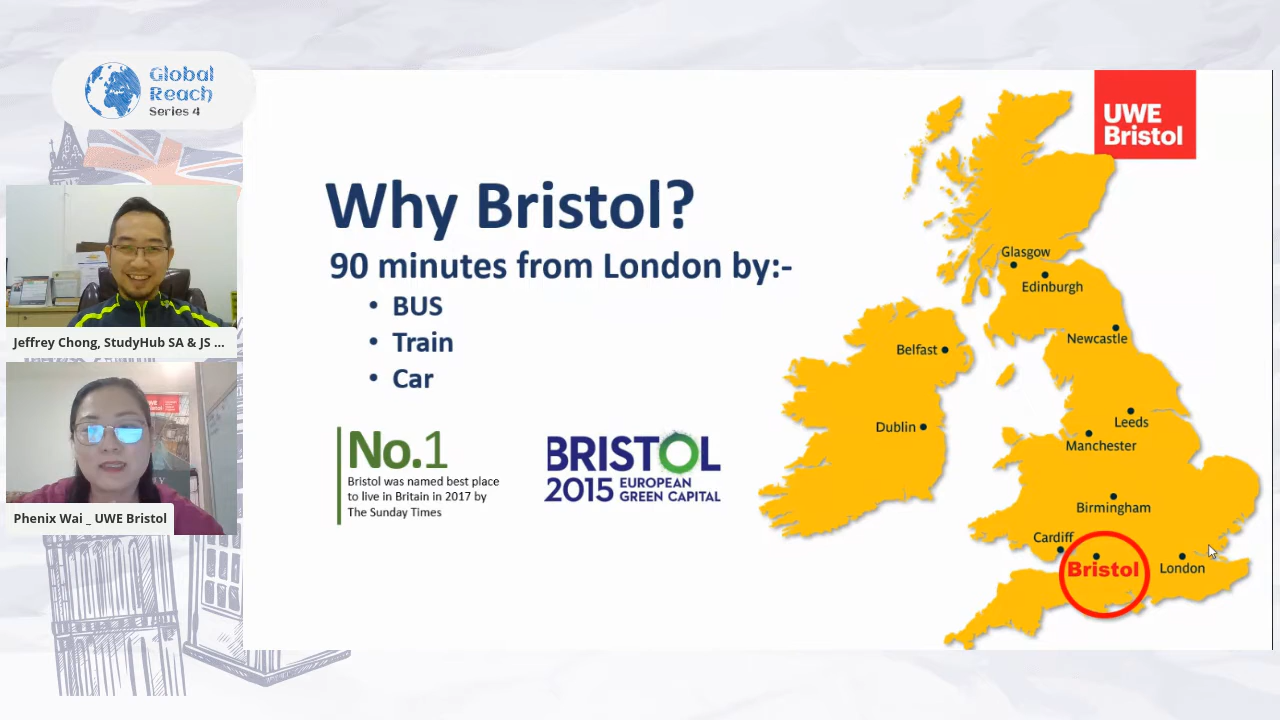 Global
Reach
Series 4
Jeffrey Chong, StudyHub SA & JS ...
Phenix Wai _ UWE Bristol
UWE
Bristol
Why Bristol?
90 minutes from London by:-
• BUS
• Train
• Car
No.1
Bristol was named best place
to live in Britain in 2017 by
The Sunday Times
BRISTOL
2015 EUROPEAN
GREEN CAPITAL
Glasgow
Edinburgh
Newcastle
Belfast
Leeds
Dublin
Manchester
Birmingham
Cardiff
Bristol
London
UWE
Bristol